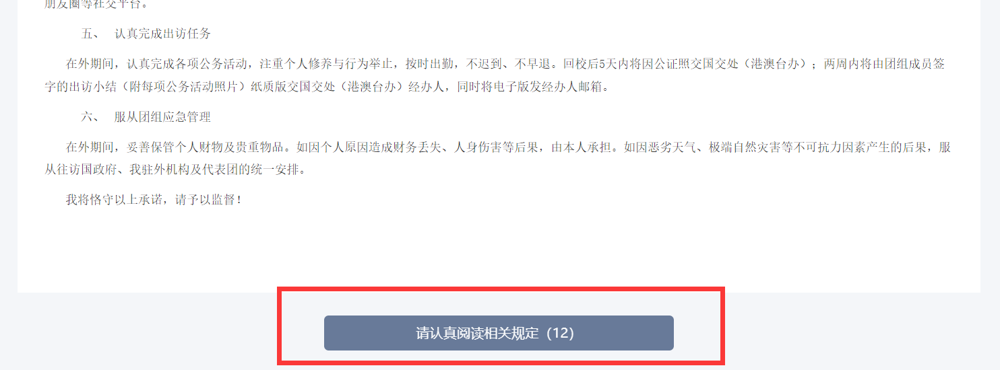 朋友圈等社交平台。
五、 认真完成出访任务
在外期间，认真完成各项公务活动，注重个人修养与行为举止，按时出勤，不迟到、不早退。回校后5天内将因公证照交国交处（港澳台办）；两周内将由团组成员签
字的出访小结（附每项公务活动照片）纸质版交国交处（港澳台办）经办人，同时将电子版发经办人邮箱。
六、 服从团组应急管理
在外期间，妥善保管个人财物及贵重物品。如因个人原因造成财务丢失、人身伤害等后果，由本人承担。如因恶劣天气、极端自然灾害等不可抗力因素产生的后果，服
从往访国政府、我驻外机构及代表团的统一安排。
我将恪守以上承诺，请予以监督！
请认真阅读相关规定（12）